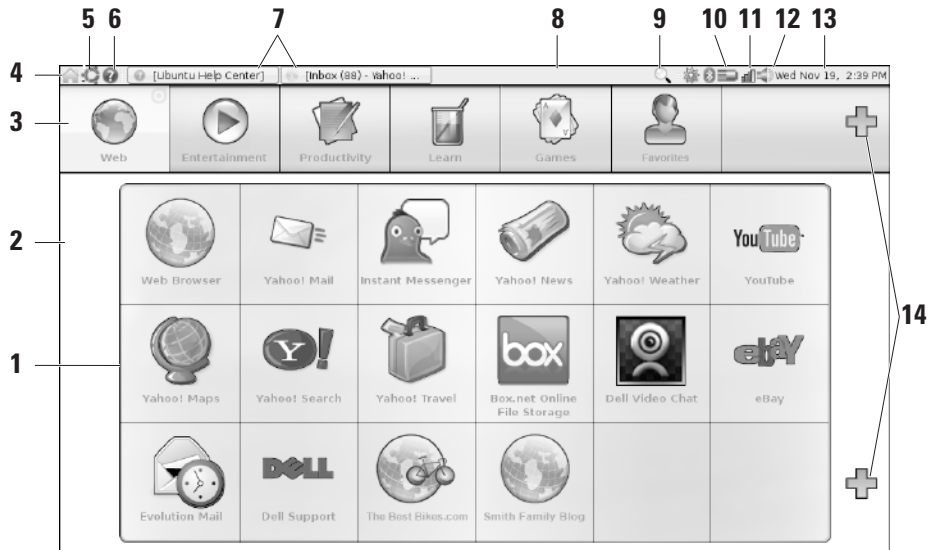 5 6 7 8 9 10 11 12 13
4
[Ubuntu Help Center] [Inbox (88) - Yahoo! ... Wed Nov 19, 2:39 PM
3
Web Entertainment Productivity Learn Games Favorites
2
You Tube
Web Browser Yahoo! Mail Instant Messenger Yahoo! News Yahoo! Weather YouTube
14
1
Y! box ebY
Yahoo! Maps Yahoo! Search Yahoo! Travel Box.net Online File Storage Dell Video Chat eBay
DELL
Evolution Mail Dell Support The Best Bikes.com Smith Family Blog